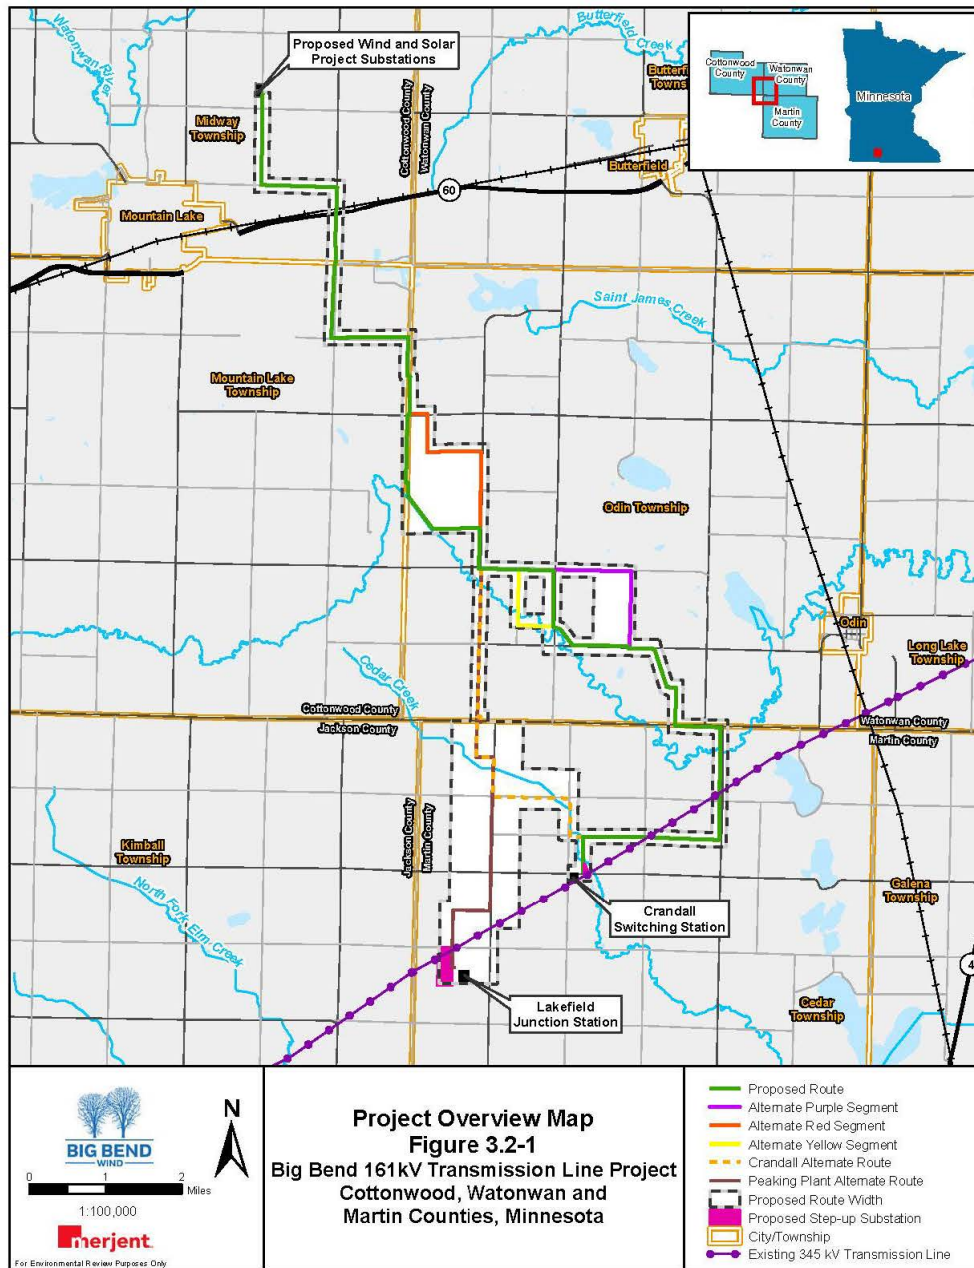 Watonwan River
Proposed Wind and Solar
Project Substations
Butterfield
Creek
Midway
Township
Cottonwood County
Watonwan County
Butterfield
60
Mountain Lake
Cottonwood
County
Watonwan
County
Martin
County
Minnesota
Saint James Creek
Mountain Lake
Township
Odin Township
Odin
Long Lake
Township
Cedar Creek
Cottonwood County
Jackson County
Watonwan County
Martin County
Jackson County
Martin County
Kimball
Township
North Fork Elm Creek
Galena
Township
Crandall
Switching Station
Lakefield
Junction Station
Cedar
Township
4
BIG BEND
WIND
N
0 1 2
Miles
1:100,000
merjent
For Environmental Review Purposes Only
Project Overview Map
Figure 3.2-1
Big Bend 161kV Transmission Line Project
Cottonwood, Watonwan and
Martin Counties, Minnesota
Proposed Route
Alternate Purple Segment
Alternate Red Segment
Alternate Yellow Segment
Crandall Alternate Route
Peaking Plant Alternate Route
Proposed Route Width
Proposed Step-up Substation
City/Township
Existing 345 kV Transmission Line